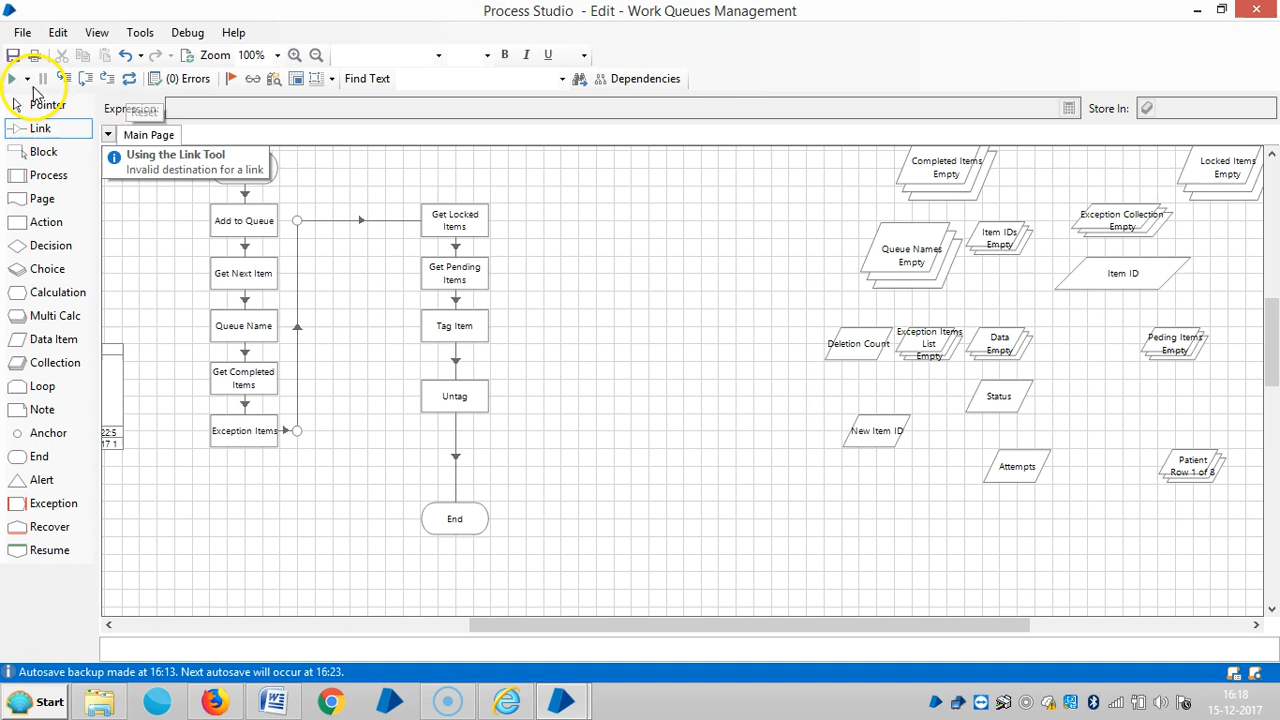 Process Studio  - Edit - Work Queues Management
File Edit View Tools Debug Help
Zoom 100% B I U
(0) Errors Find Text Dependencies
Pointer
Link
Block
Process
Page
Action
Decision
Choice
Calculation
Multi Calc
Data Item
Collection
Loop
Note
Anchor
End
Alert
Exception
Recover
Resume
Expression: Store In:
Reset
Main Page
Using the Link Tool
Invalid destination for a link
Add to Queue
Get Next Item
Queue Name
Get Completed
Items
Exception Items
22:5
17 1
Get Locked
Items
Get Pending
Items
Tag Item
Untag
End
Completed Items
Empty
Locked Items
Empty
Queue Names
Empty
Item IDs
Empty
Exception Collection
Empty
Item ID
Deletion Count
Exception Items
List
Empty
Data
Empty
Peding Items
Empty
Status
New Item ID
Attempts
Patient
Row 1 of 8
Autosave backup made at 16:13. Next autosave will occur at 16:23.
Start
16:18
15-12-2017